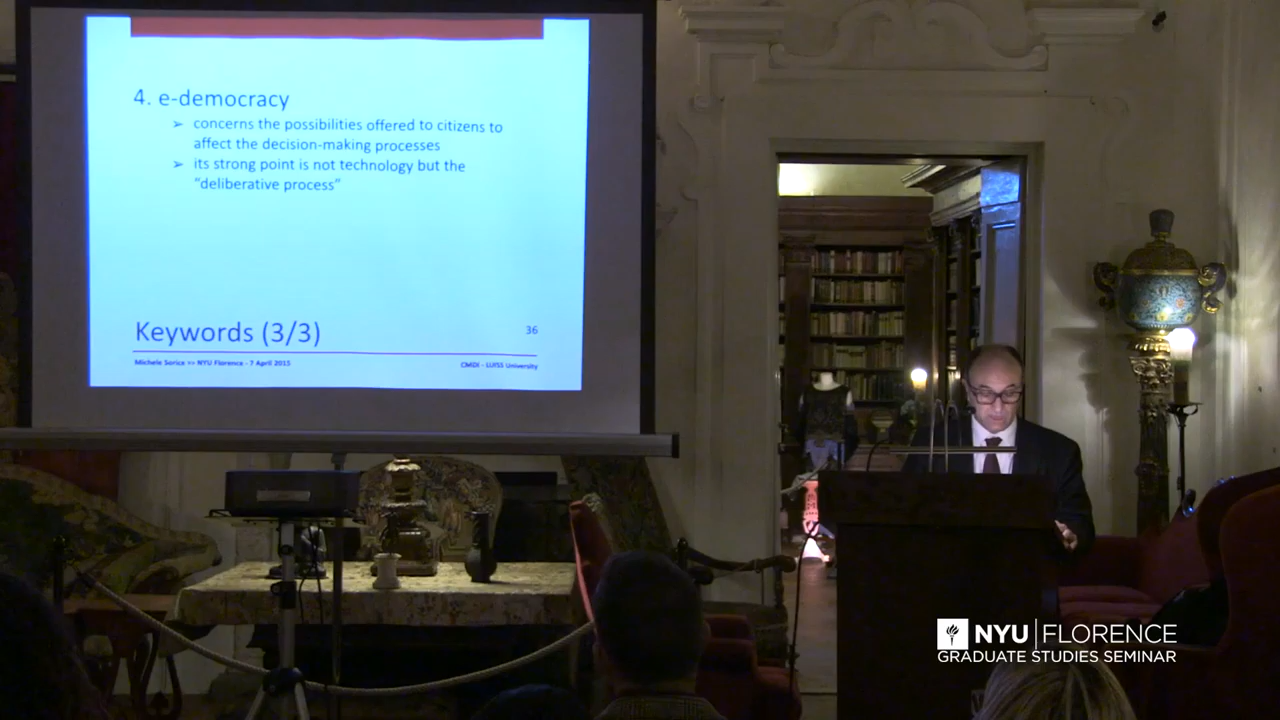 4. e-democracy
➢ concerns the possibilities offered to citizens to
affect the decision-making processes
➢ its strong point is not technology but the
"deliberative process"
Keywords (3/3)
36
Michele Sorice >> NYU Florence - 7 April 2015
CMDI - LUISS University
NYU FLORENCE
GRADUATE STUDIES SEMINAR